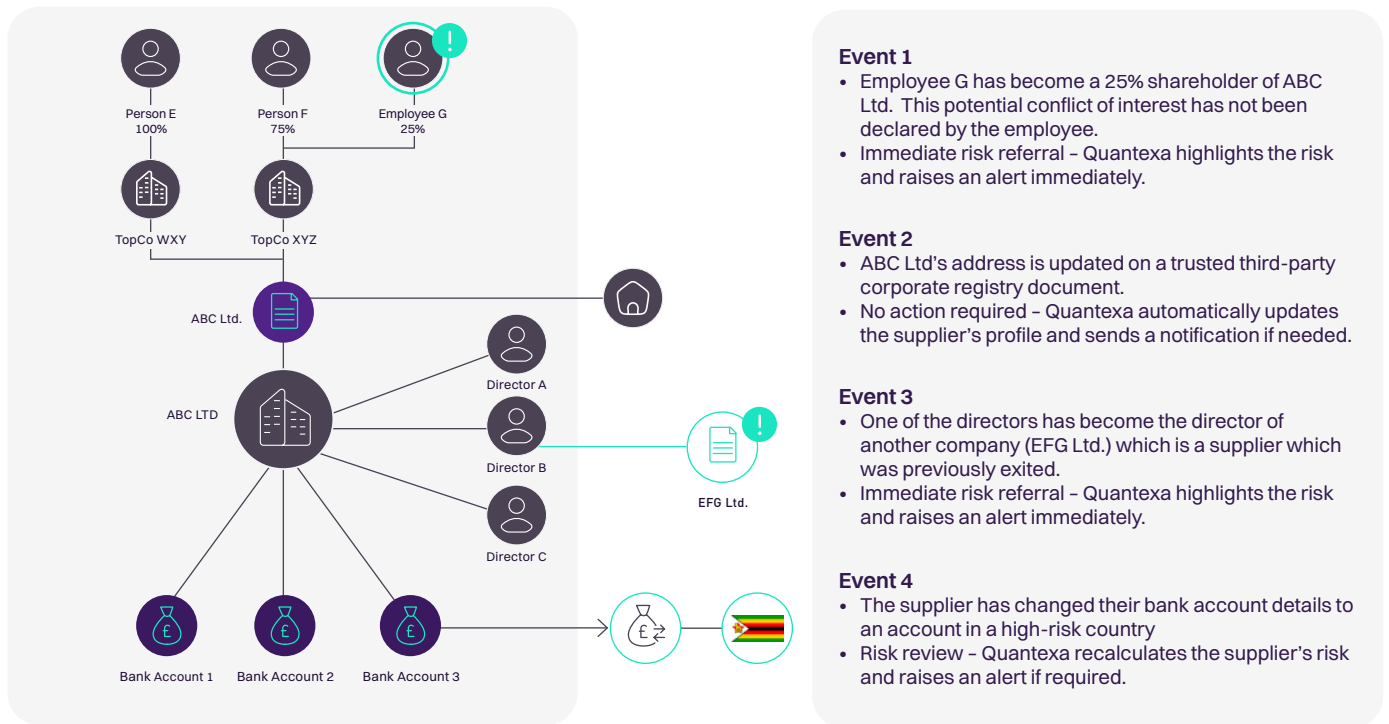 Person E
100%
Person F
75%
Employee G
25%
TopCo WXY
TopCo XYZ
ABC Ltd.
ABC LTD
Director A
Director B
Director C
EFG Ltd.
£
£
£
£
Bank Account 1
Bank Account 2
Bank Account 3
Event 1
• Employee G has become a 25% shareholder of ABC
Ltd. This potential conflict of interest has not been
declared by the employee.
• Immediate risk referral – Quantexa highlights the risk
and raises an alert immediately.
Event 2
• ABC Ltd's address is updated on a trusted third-party
corporate registry document.
• No action required – Quantexa automatically updates
the supplier's profile and sends a notification if needed.
Event 3
• One of the directors has become the director of
another company (EFG Ltd.) which is a supplier which
was previously exited.
• Immediate risk referral – Quantexa highlights the risk
and raises an alert immediately.
Event 4
• The supplier has changed their bank account details to
an account in a high-risk country
• Risk review – Quantexa recalculates the supplier's risk
and raises an alert if required.